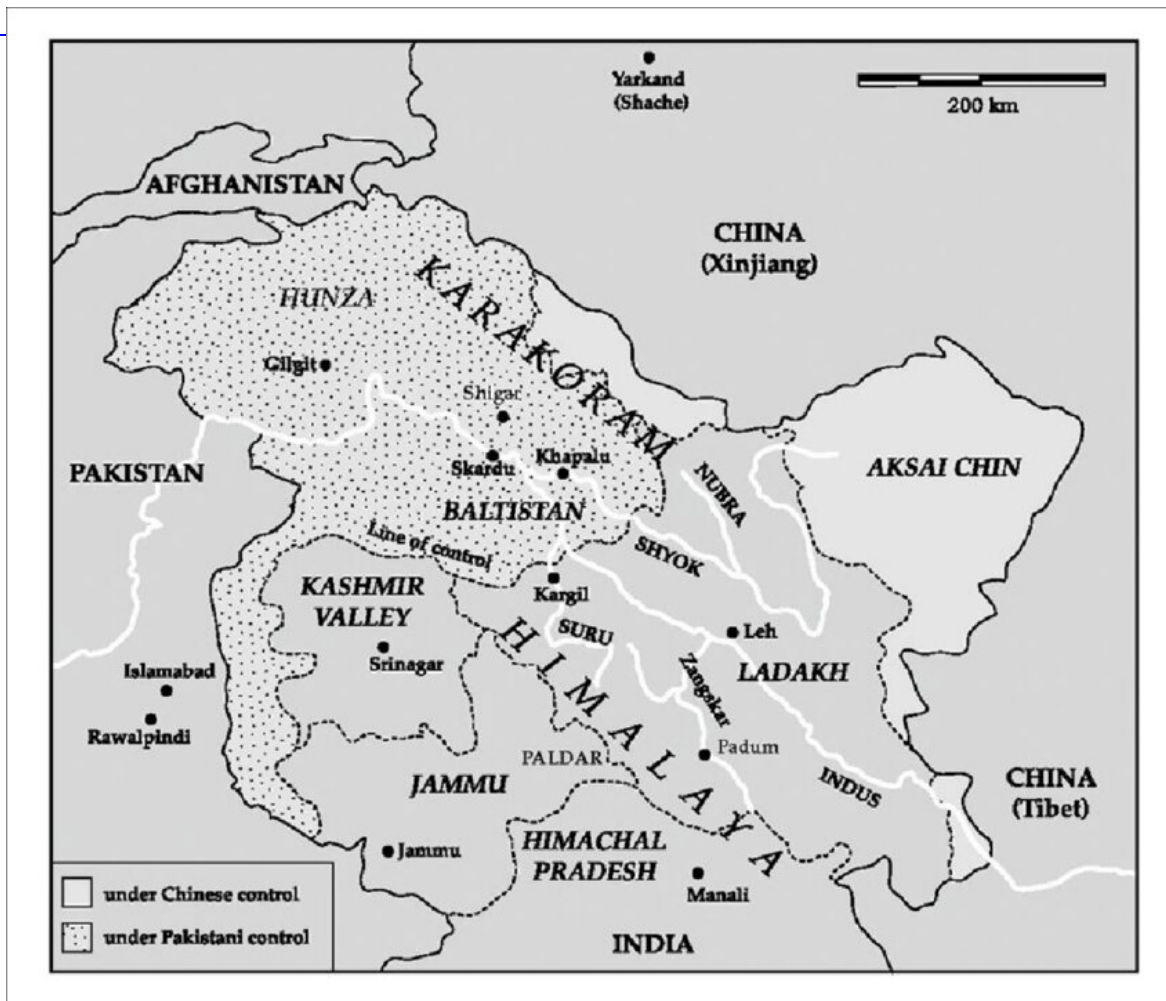 Yarkand
(Shache)
200 km
AFGHANISTAN
CHINA
(Xinjiang)
HUNZA
KARAKORAM
Gilgit
Shigar
PAKISTAN
Skardu
Khapalu
NUBRA
AKSAI CHIN
BALTISTAN
Line of control
SHYOK
KASHMIR
VALLEY
Kargil
HIMALAYA
SURU
Leh
Srinagar
Zangskar
LADAKH
Islamabad
Rawalpindi
PALDAR
Padum
JAMMU
INDUS
CHINA
(Tibet)
Jammu
HIMACHAL
PRADESH
Manali
INDIA
under Chinese control
under Pakistani control